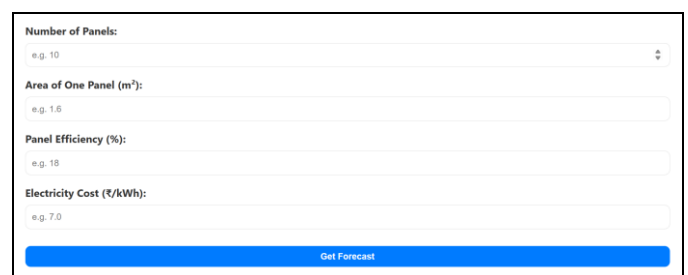 Number of Panels:
e.g. 10
Area of One Panel (m²):
e.g. 1.6
Panel Efficiency (%):
e.g. 18
Electricity Cost (₹/kWh):
e.g. 7.0
Get Forecast